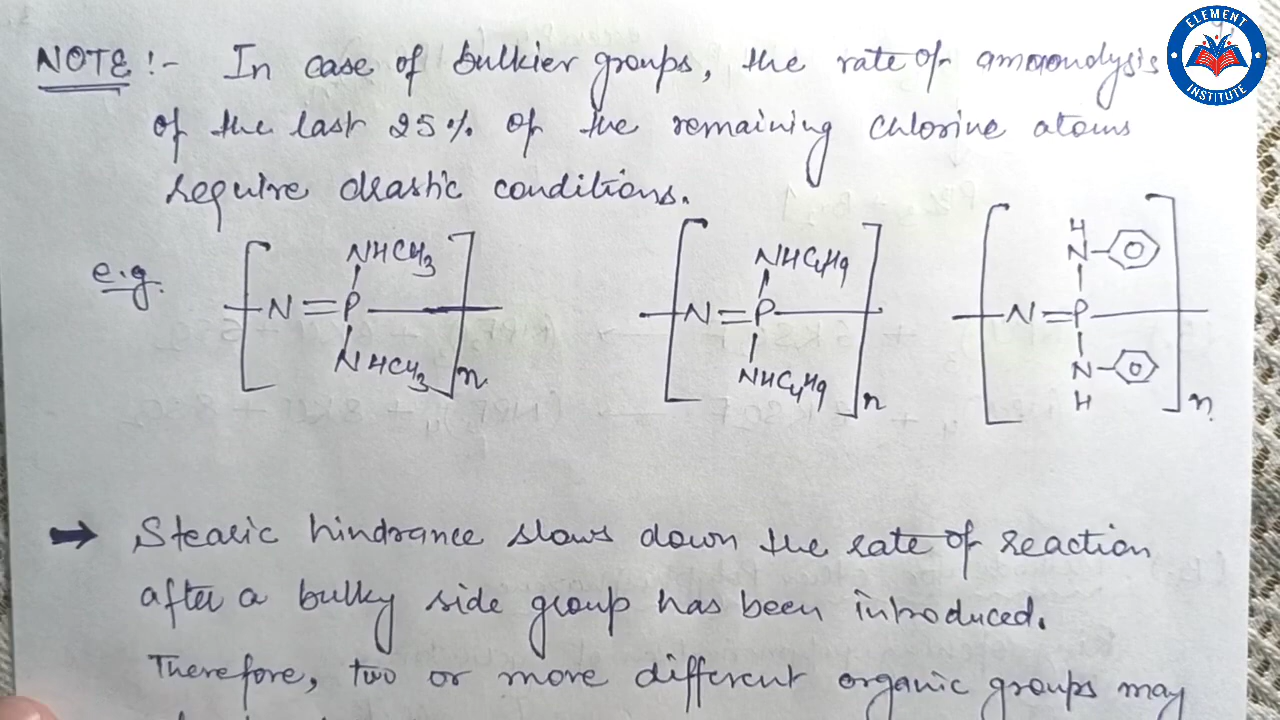 NOTE :- In case of bulkier groups, the rate of ammonolysis
of the last 25% of the remaining chlorine atoms
require drastic conditions.
e.g.
[-N=P(NHCH3)(NHCH3)-]n
[-N=P(NHC4H9)(NHC4H9)-]n
[-N=P(NH-)(NH-)-]n
→ Stearic hindrance slows down the rate of reaction
after a bulky side group has been introduced.
Therefore, two or more different organic groups may
ELEMENT
INSTITUTE